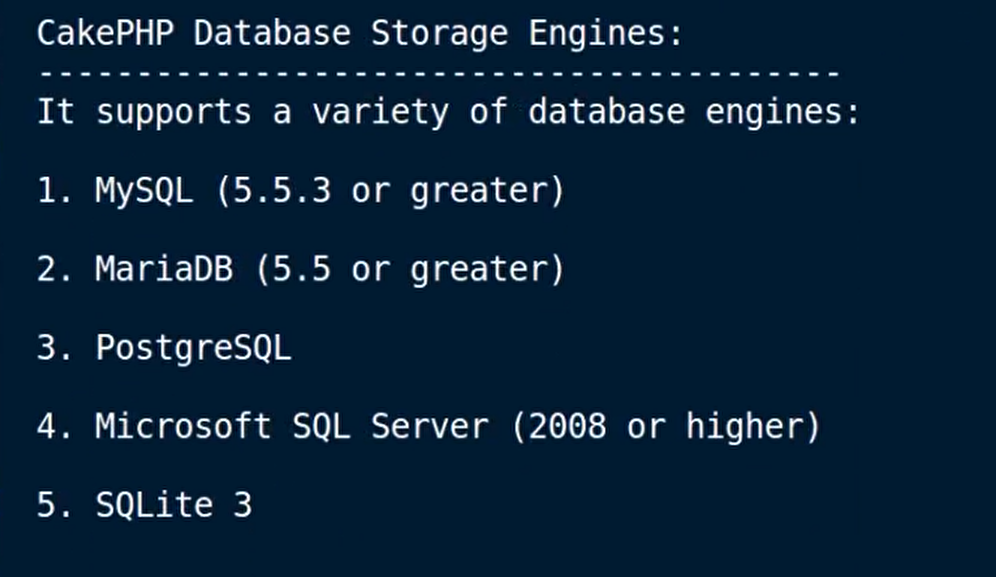 CakePHP Database Storage Engines:
-----------------------------------------
It supports a variety of database engines:
1. MySQL (5.5.3 or greater)
2. MariaDB (5.5 or greater)
3. PostgreSQL
4. Microsoft SQL Server (2008 or higher)
5. SQLite 3